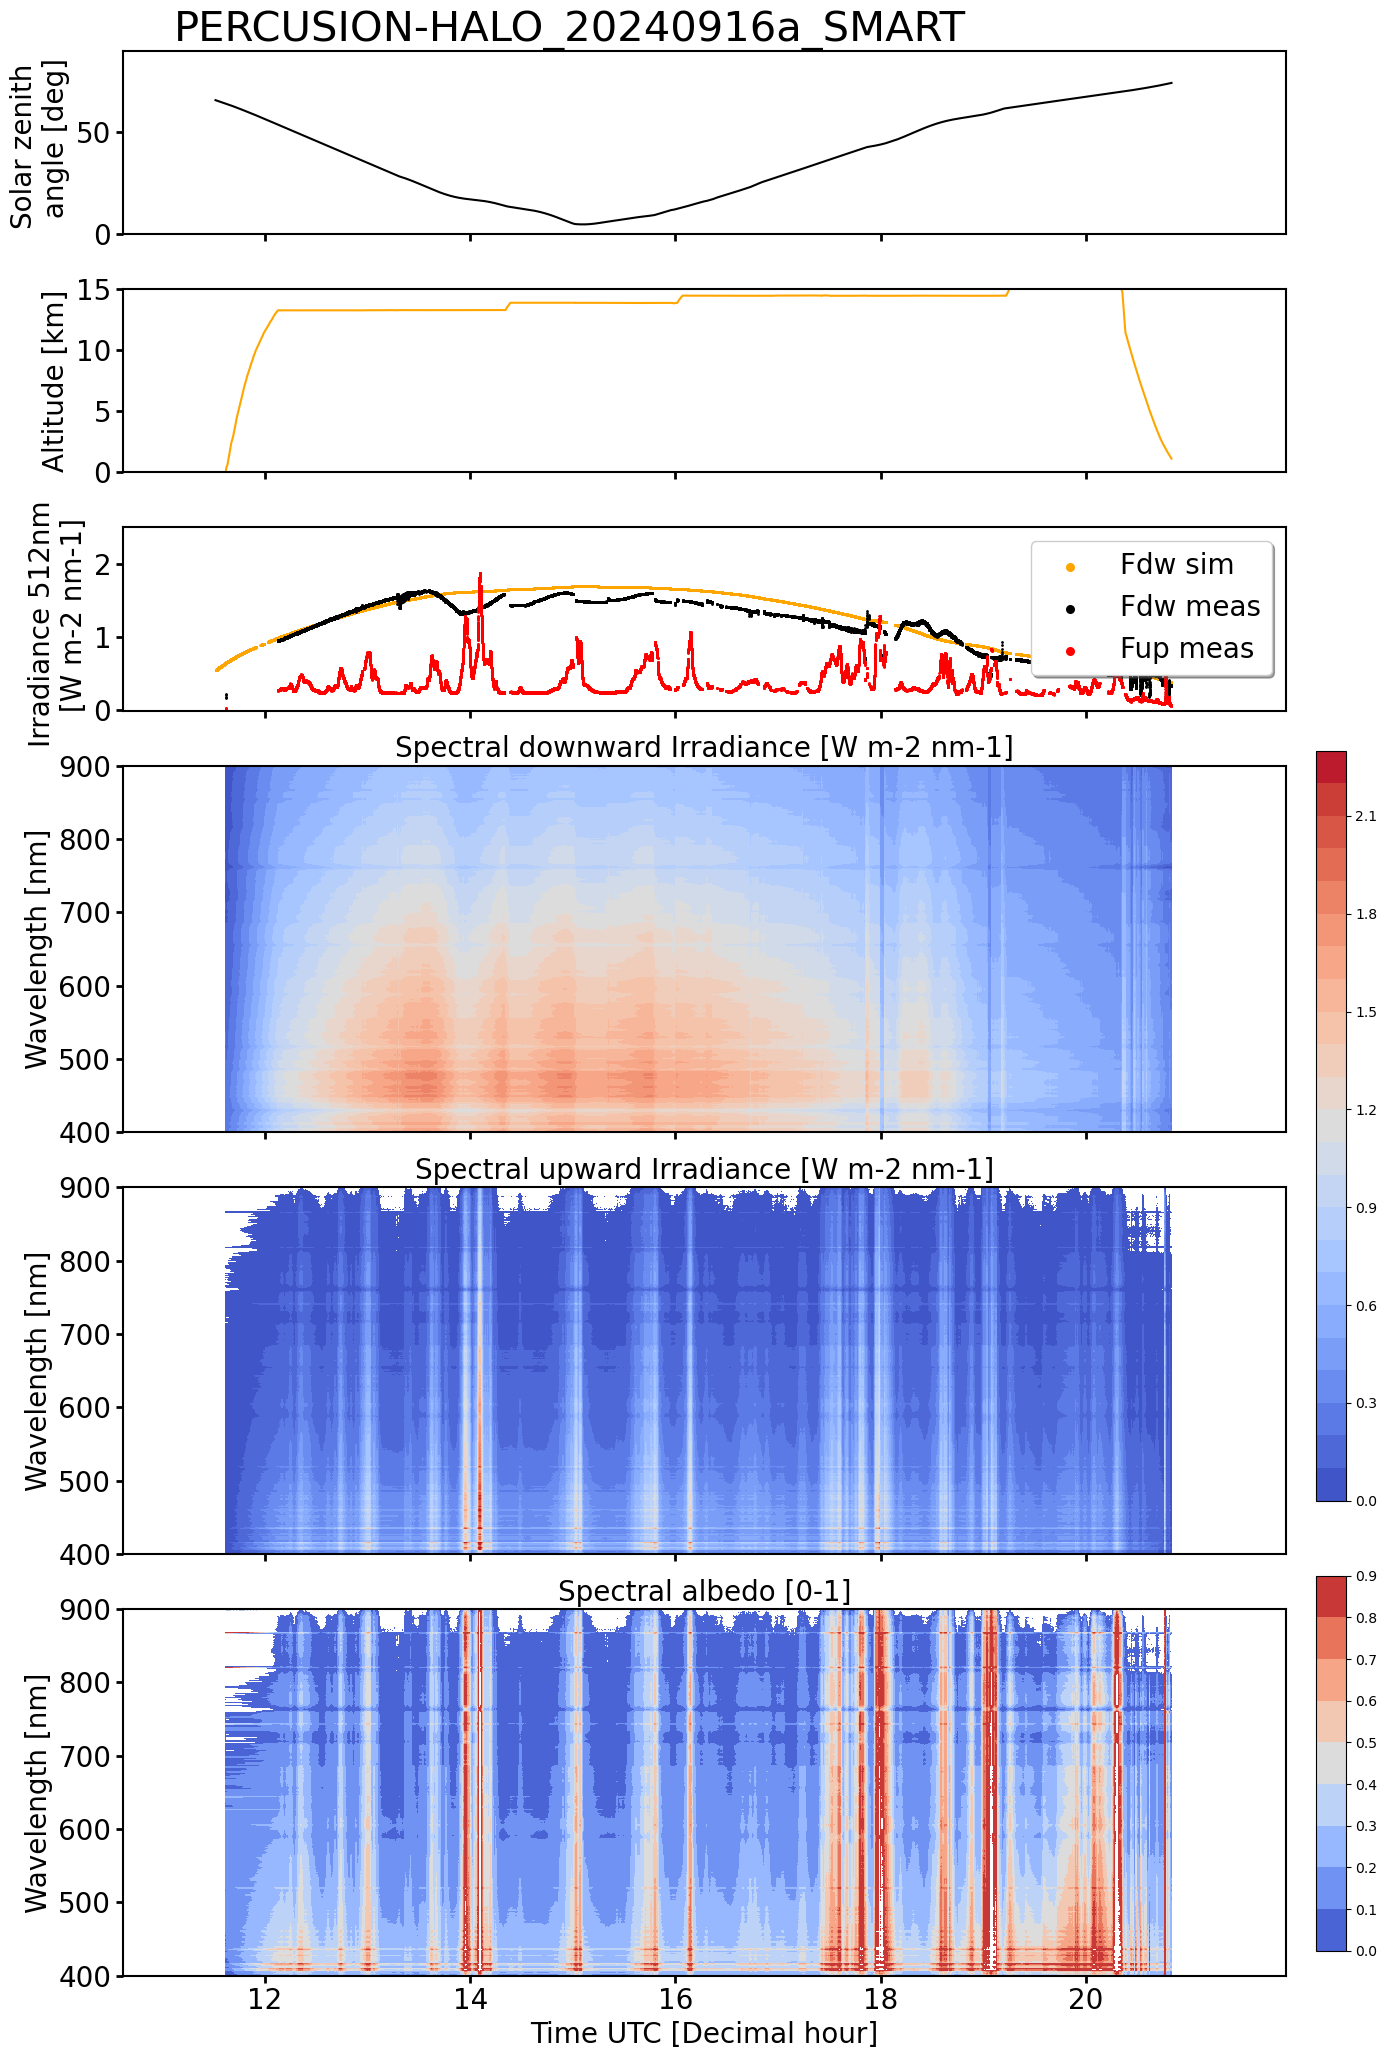 PERCUSION-HALO_20240916a_SMART
Solar zenith
angle [deg]
50
0
Altitude [km]
15
10
5
0
Irradiance 512nm
[W m-2 nm-1]
2
1
0
Fdw sim
Fdw meas
Fup meas
Spectral downward Irradiance [W m-2 nm-1]
Wavelength [nm]
900
800
700
600
500
400
2.1
1.8
1.5
1.2
0.9
0.6
0.3
0.0
Spectral upward Irradiance [W m-2 nm-1]
Wavelength [nm]
900
800
700
600
500
400
Spectral albedo [0-1]
Wavelength [nm]
900
800
700
600
500
400
0.9
0.8
0.7
0.6
0.5
0.4
0.3
0.2
0.1
0.0
12 14 16 18 20
Time UTC [Decimal hour]